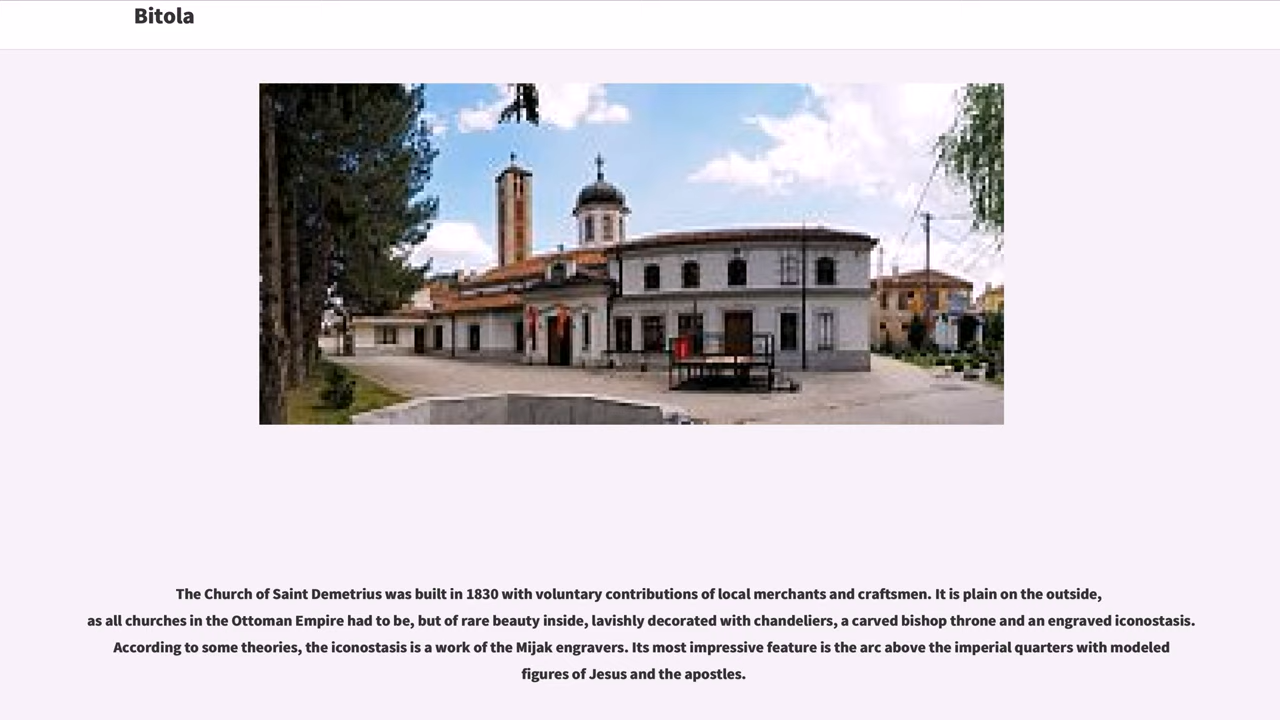 Bitola
The Church of Saint Demetrius was built in 1830 with voluntary contributions of local merchants and craftsmen. It is plain on the outside,
as all churches in the Ottoman Empire had to be, but of rare beauty inside, lavishly decorated with chandeliers, a carved bishop throne and an engraved iconostasis.
According to some theories, the iconostasis is a work of the Mijak engravers. Its most impressive feature is the arc above the imperial quarters with modeled
figures of Jesus and the apostles.